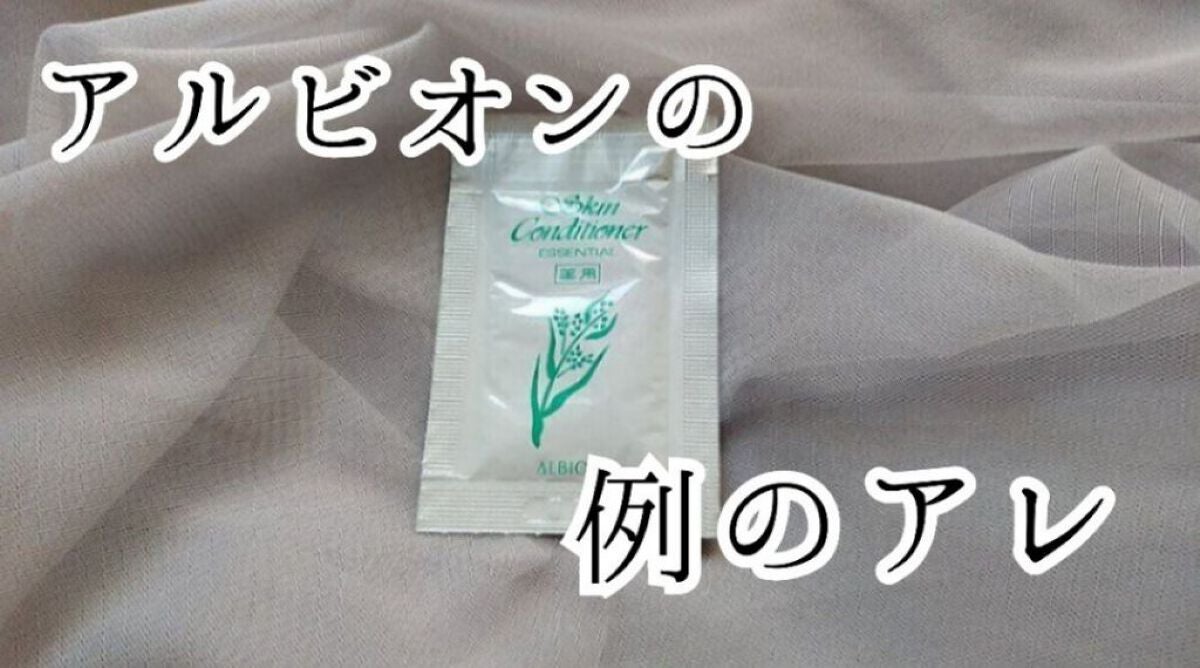 アルビオンの
Skin
Conditioner
ESSENTIAL
薬用
例のアレ